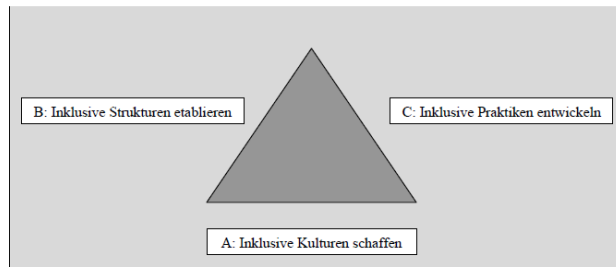 B: Inklusive Strukturen etablieren
C: Inklusive Praktiken entwickeln
A: Inklusive Kulturen schaffen